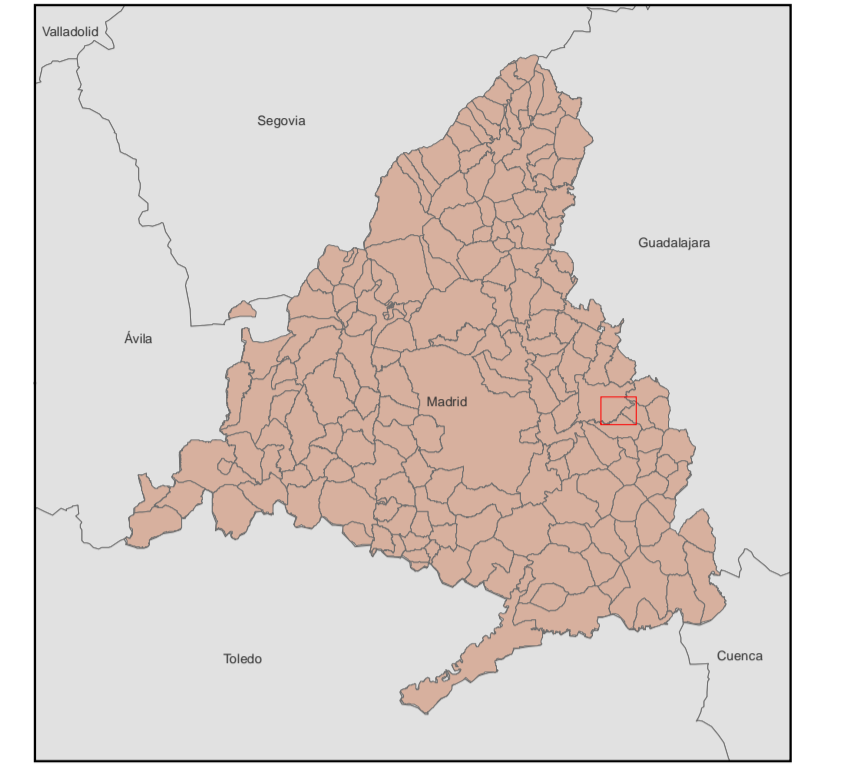 Valladolid
Segovia
Guadalajara
Ávila
Madrid
Toledo
Cuenca